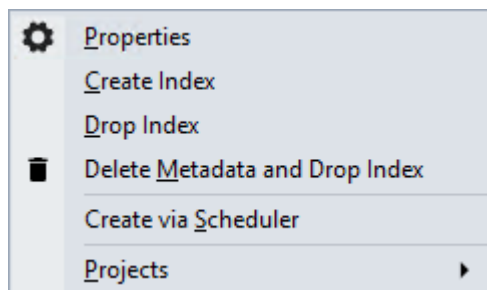 Properties
Create Index
Drop Index
Delete Metadata and Drop Index
Create via Scheduler
Projects